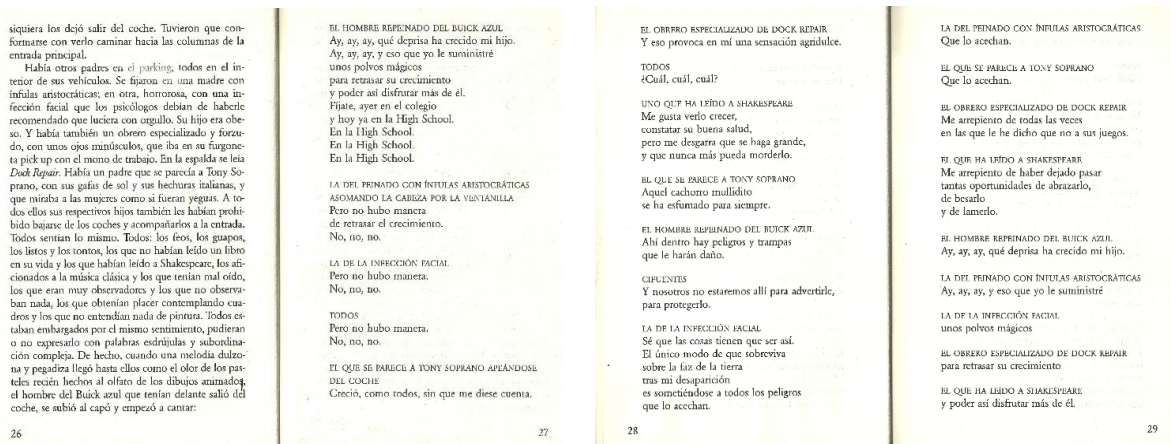 siquiera los dejó salir del coche. Tuvieron que con-
formarse con verlo caminar hacia las columnas de la
entrada principal.
Había otros padres en el parking, todos en el in-
terior de sus vehículos. Se fijaron en una madre con
ínfulas aristocráticas; en otra, horrorosa, con una in-
fección facial que los psicólogos debían de haberle
recomendado que luciera con orgullo. Su hijo era obe-
so. Y había también un obrero especializado y forzu-
do, con unos ojos minúsculos, que iba en su furgone-
ta pick up con el mono de trabajo. En la espalda se leía
Dock Repair. Había un padre que se parecía a Tony So-
prano, con sus gafas de sol y sus hechuras italianas, y
que miraba a las mujeres como si fueran yeguas. A to-
dos ellos sus respectivos hijos también les habían prohi-
bido bajarse de los coches y acompañarlos a la entrada.
Todos sentían lo mismo. Todos: los feos, los guapos,
los listos y los tontos, los que no habían leído un libro
en su vida y los que habían leído a Shakespeare, los afi-
cionados a la música clásica y los que tenían mal oído,
los que eran muy observadores y los que no observa-
ban nada, los que obtenían placer contemplando cua-
dros y los que no entendían nada de pintura. Todos es-
taban embargados por el mismo sentimiento, pudieran
o no expresarlo con palabras esdrújulas y subordina-
ción compleja. De hecho, cuando una melodía dulzo-
na y pegadiza llegó hasta ellos como el olor de los pas-
teles recién hechos al olfato de los dibujos animados,
el hombre del Buick azul que tenían delante salió del
coche, se subió al capó y empezó a cantar:
26
EL HOMBRE REPEINADO DEL BUICK AZUL
Ay, ay, ay, qué deprisa ha crecido mi hijo.
Ay, ay, ay, y eso que yo le suministré
unos polvos mágicos
para retrasar su crecimiento
y poder así disfrutar más de él.
Fíjate, ayer en el colegio
y hoy ya en la High School.
En la High School.
En la High School.
En la High School.
LA DEL PEINADO CON ÍNFULAS ARISTOCRÁTICAS
ASOMANDO LA CABEZA POR LA VENTANILLA
Pero no hubo manera
de retrasar el crecimiento.
No, no, no.
LA DE LA INFECCIÓN FACIAL
Pero no hubo manera.
No, no, no.
TODOS
Pero no hubo manera.
No, no, no.
EL QUE SE PARECE A TONY SOPRANO APEÁNDOSE
DEL COCHE
Creció, como todos, sin que me diese cuenta.
27
EL OBRERO ESPECIALIZADO DE DOCK REPAIR
Y eso provoca en mí una sensación agridulce.
TODOS
¿Cuál, cuál, cuál?
UNO QUE HA LEÍDO A SHAKESPEARE
Me gusta verlo crecer,
constatar su buena salud,
pero me desgarra que se haga grande,
y que nunca más pueda morderlo.
EL QUE SE PARECE A TONY SOPRANO
Aquel cachorro mullidito
se ha esfumado para siempre.
EL HOMBRE REPEINADO DEL BUICK AZUL
Ahí dentro hay peligros y trampas
que le harán daño.
CIFUENTES
Y nosotros no estaremos allí para advertirle,
para protegerlo.
LA DE LA INFECCIÓN FACIAL
Sé que las cosas tienen que ser así.
El único modo de que sobreviva
sobre la faz de la tierra
tras mi desaparición
es sometiéndose a todos los peligros
que lo acechan.
28
LA DEL PEINADO CON ÍNFULAS ARISTOCRÁTICAS
Que lo acechan.
EL QUE SE PARECE A TONY SOPRANO
Que lo acechan.
EL OBRERO ESPECIALIZADO DE DOCK REPAIR
Me arrepiento de todas las veces
en las que le he dicho que no a sus juegos.
EL QUE HA LEÍDO A SHAKESPEARE
Me arrepiento de haber dejado pasar
tantas oportunidades de abrazarlo,
de besarlo
y de lamerlo.
EL HOMBRE REPEINADO DEL BUICK AZUL
Ay, ay, ay, qué deprisa ha crecido mi hijo.
LA DEL PEINADO CON ÍNFULAS ARISTOCRÁTICAS
Ay, ay, ay, y eso que yo le suministré
LA DE LA INFECCIÓN FACIAL
unos polvos mágicos
EL OBRERO ESPECIALIZADO DE DOCK REPAIR
para retrasar su crecimiento
EL QUE HA LEÍDO A SHAKESPEARE
y poder así disfrutar más de él.
29